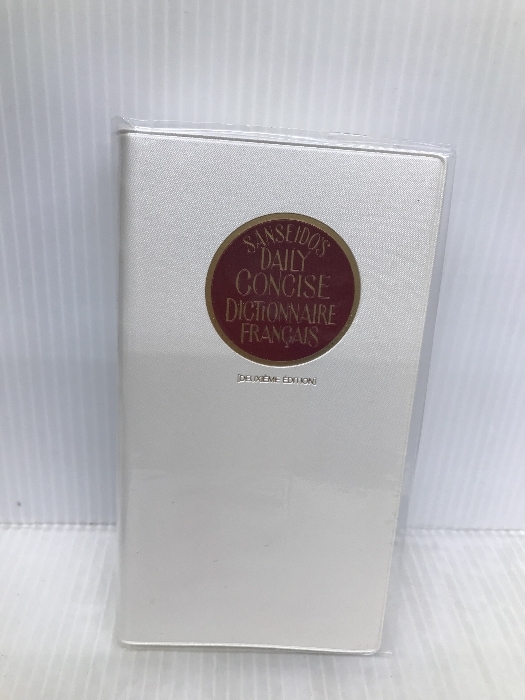 SANSEIDO'S
DAILY
CONCISE
DICTIONNAIRE
FRANÇAIS
[DEUXIÈME ÉDITION]